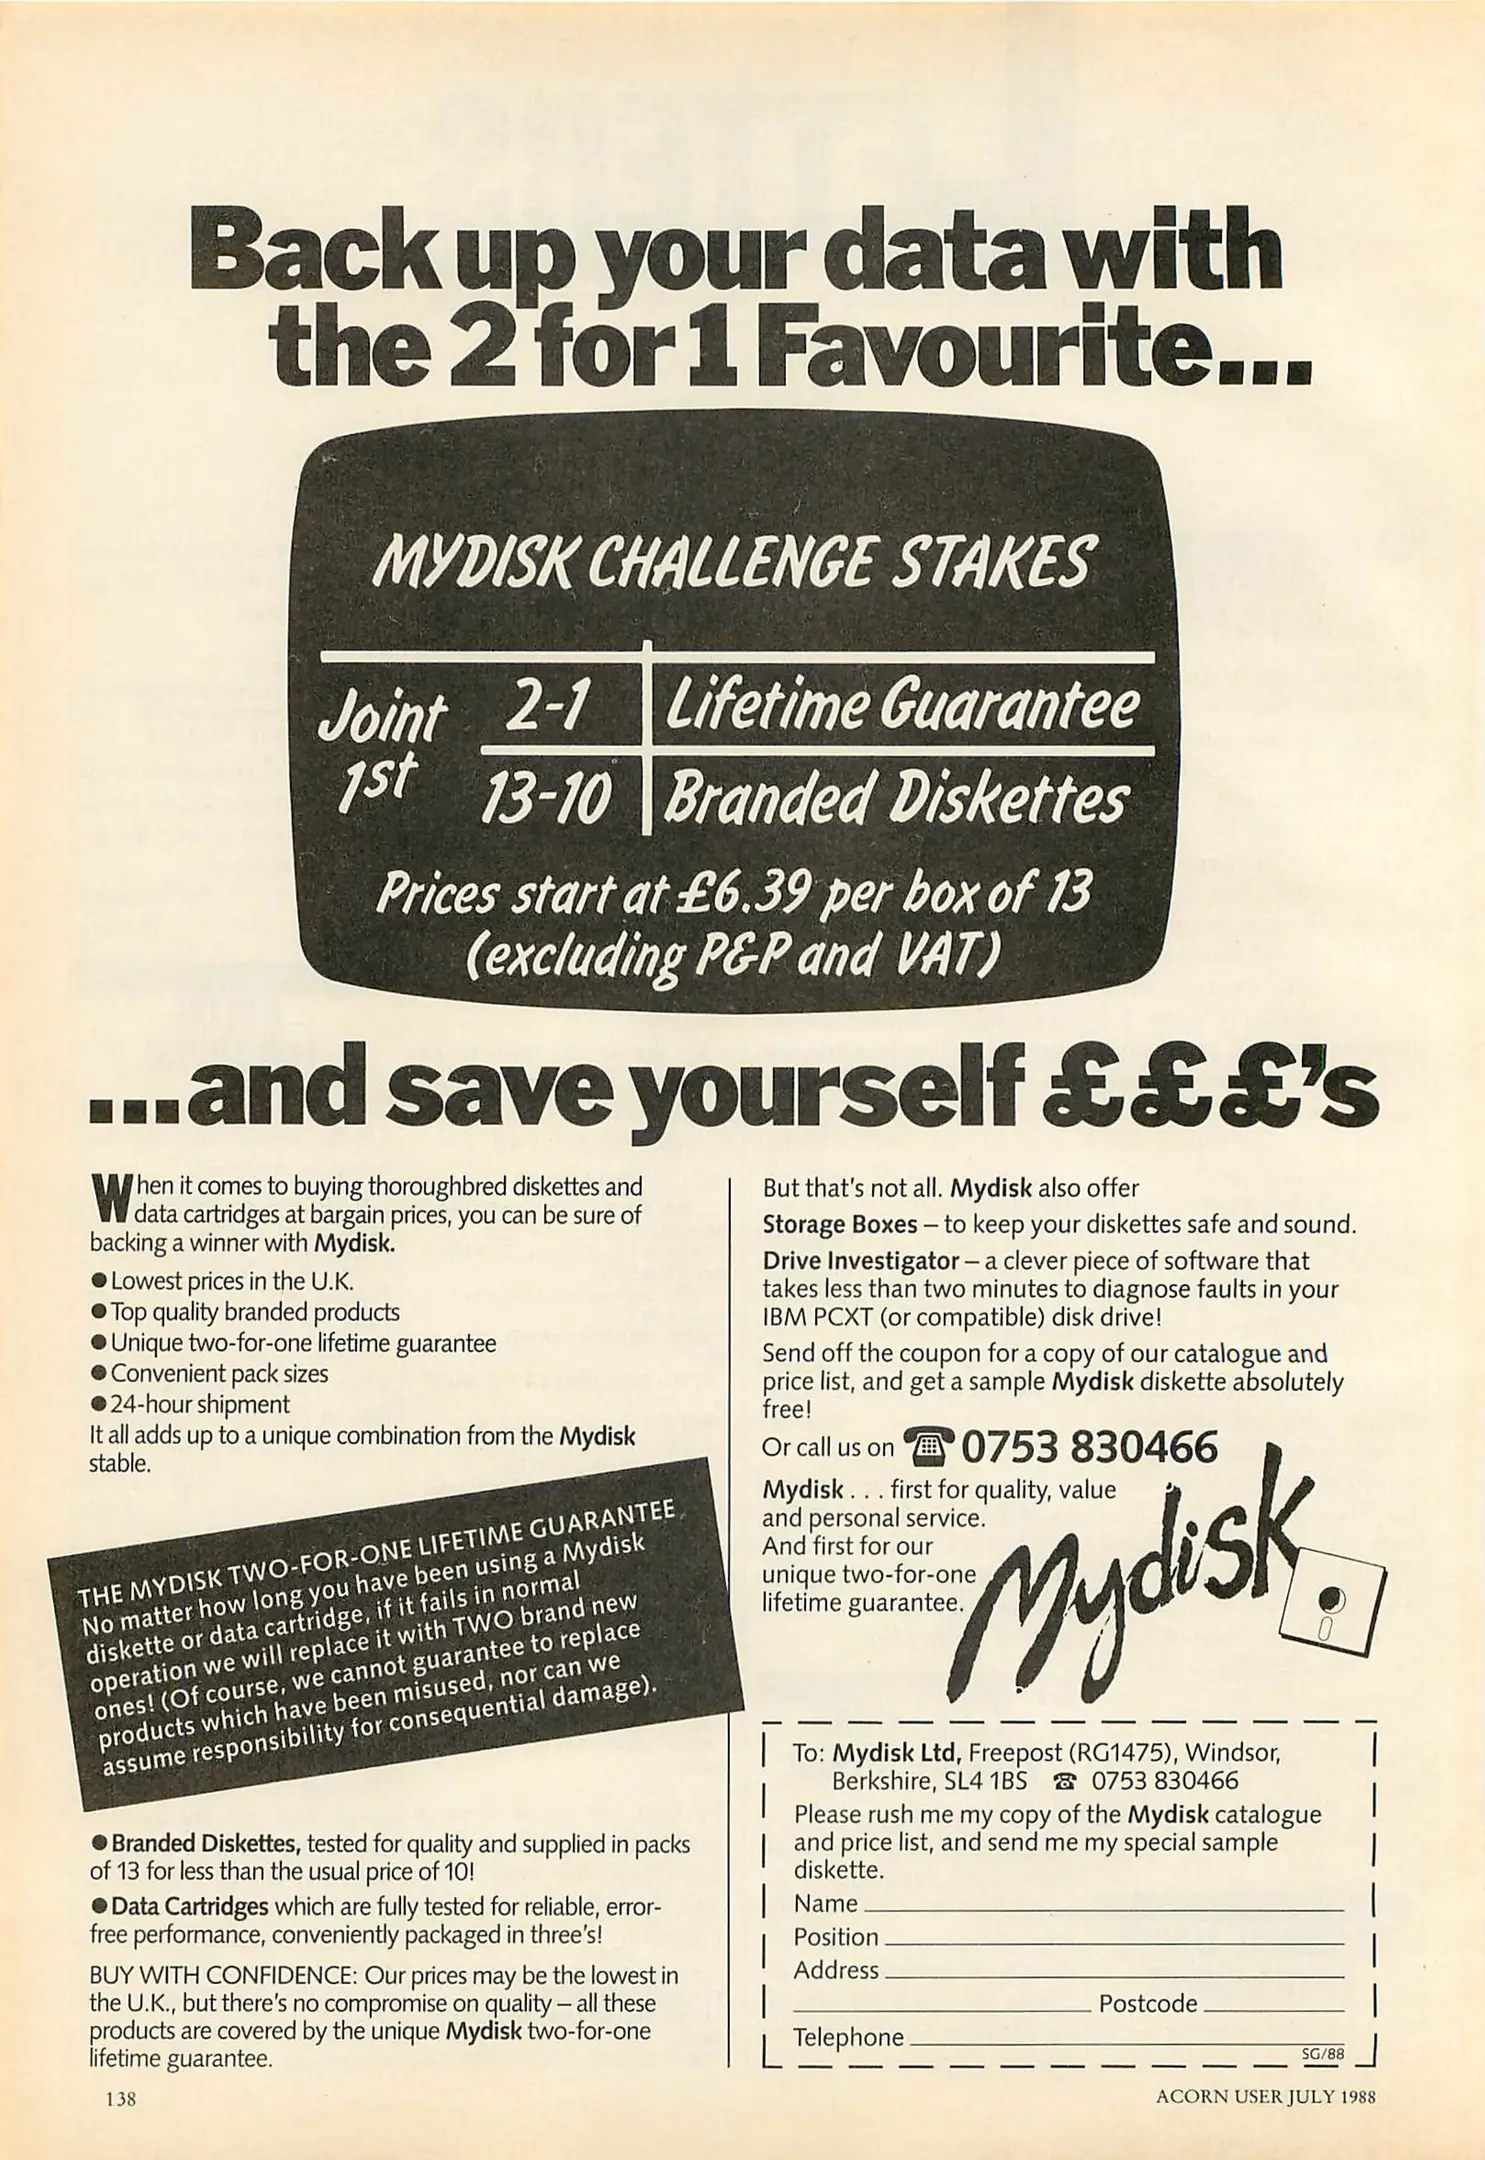 Back up your data with
the 2 for 1 Favourite...
MYDISK CHALLENGE STAKES
Joint
1st
2-1
Lifetime Guarantee
13-10
Branded Diskettes
Prices start at £6.39 per box of 13
(excluding P&P and VAT)
...and save yourself £££'s
When it comes to buying thoroughbred diskettes and
data cartridges at bargain prices, you can be sure of
backing a winner with Mydisk.
● Lowest prices in the U.K.
● Top quality branded products
● Unique two-for-one lifetime guarantee
● Convenient pack sizes
● 24-hour shipment
It all adds up to a unique combination from the Mydisk
stable.
THE MYDISK TWO-FOR-ONE LIFETIME GUARANTEE
No matter how long you have been using a Mydisk
diskette or data cartridge, if it fails in normal
operation we will replace it with TWO brand new
ones! (Of course, we cannot guarantee to replace
products which have been misused, nor can we
assume responsibility for consequential damage).
● Branded Diskettes, tested for quality and supplied in packs
of 13 for less than the usual price of 10!
● Data Cartridges which are fully tested for reliable, error-
free performance, conveniently packaged in three's!
BUY WITH CONFIDENCE: Our prices may be the lowest in
the U.K., but there's no compromise on quality – all these
products are covered by the unique Mydisk two-for-one
lifetime guarantee.
But that's not all. Mydisk also offer
Storage Boxes – to keep your diskettes safe and sound.
Drive Investigator – a clever piece of software that
takes less than two minutes to diagnose faults in your
IBM PCXT (or compatible) disk drive!
Send off the coupon for a copy of our catalogue and
price list, and get a sample Mydisk diskette absolutely
free!
Or call us on ☎ 0753 830466
Mydisk . . . first for quality, value
and personal service.
And first for our
unique two-for-one
lifetime guarantee.
Mydisk
To: Mydisk Ltd, Freepost (RG1475), Windsor,
Berkshire, SL4 1BS ☎ 0753 830466
Please rush me my copy of the Mydisk catalogue
and price list, and send me my special sample
diskette.
Name
Position
Address
Postcode
Telephone
SG/88
138
ACORN USER JULY 1988